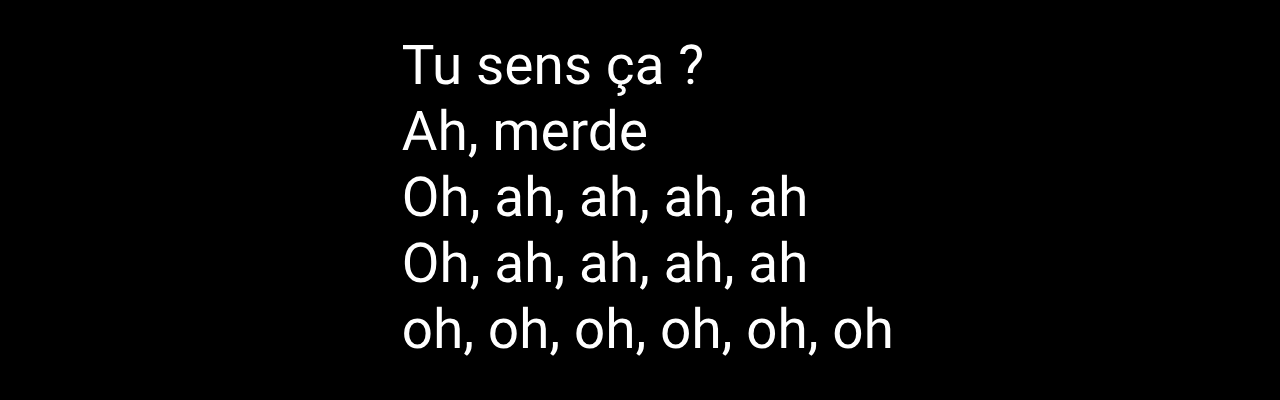 Tu sens ça ?
Ah, merde
Oh, ah, ah, ah, ah
Oh, ah, ah, ah, ah
oh, oh, oh, oh, oh, oh